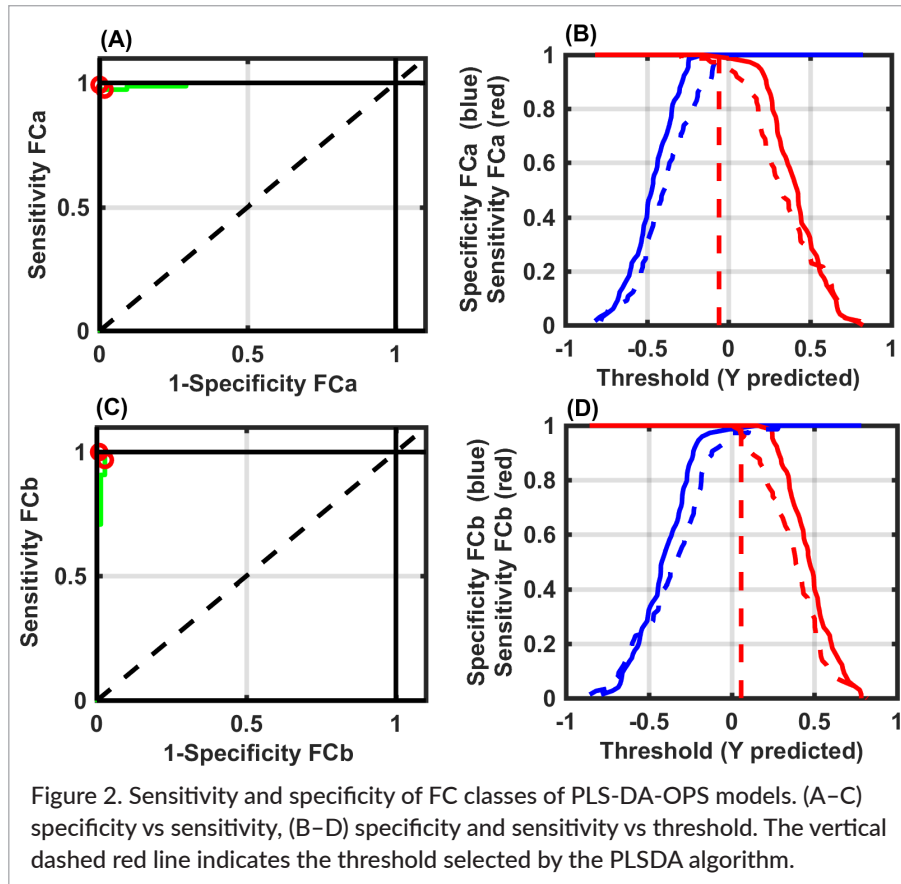 (A)
1
0.5
0
Sensitivity FCa
0
0.5
1
1-Specificity FCa
(B)
1
0.8
0.6
0.4
0.2
0
Specificity FCa (blue)
Sensitivity FCa (red)
-1
-0.5
0
0.5
1
Threshold (Y predicted)
(C)
1
0.5
0
Sensitivity FCb
0
0.5
1
1-Specificity FCb
(D)
1
0.8
0.6
0.4
0.2
0
Specificity FCb (blue)
Sensitivity FCb (red)
-1
-0.5
0
0.5
1
Threshold (Y predicted)
Figure 2. Sensitivity and specificity of FC classes of PLS-DA-OPS models. (A–C)
specificity vs sensitivity, (B–D) specificity and sensitivity vs threshold. The vertical
dashed red line indicates the threshold selected by the PLSDA algorithm.